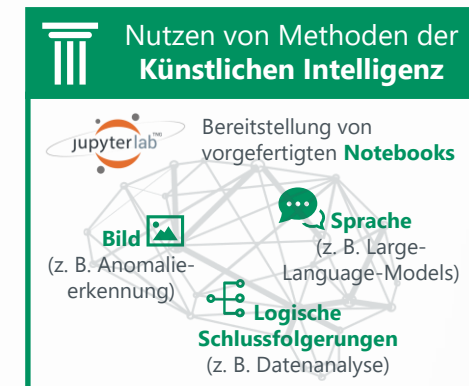 Nutzen von Methoden der
Künstlichen Intelligenz
jupyterlab™
Bereitstellung von
vorgefertigten Notebooks
Bild
(z. B. Anomalie-
erkennung)
Sprache
(z. B. Large-
Language-Models)
Logische
Schlussfolgerungen
(z. B. Datenanalyse)